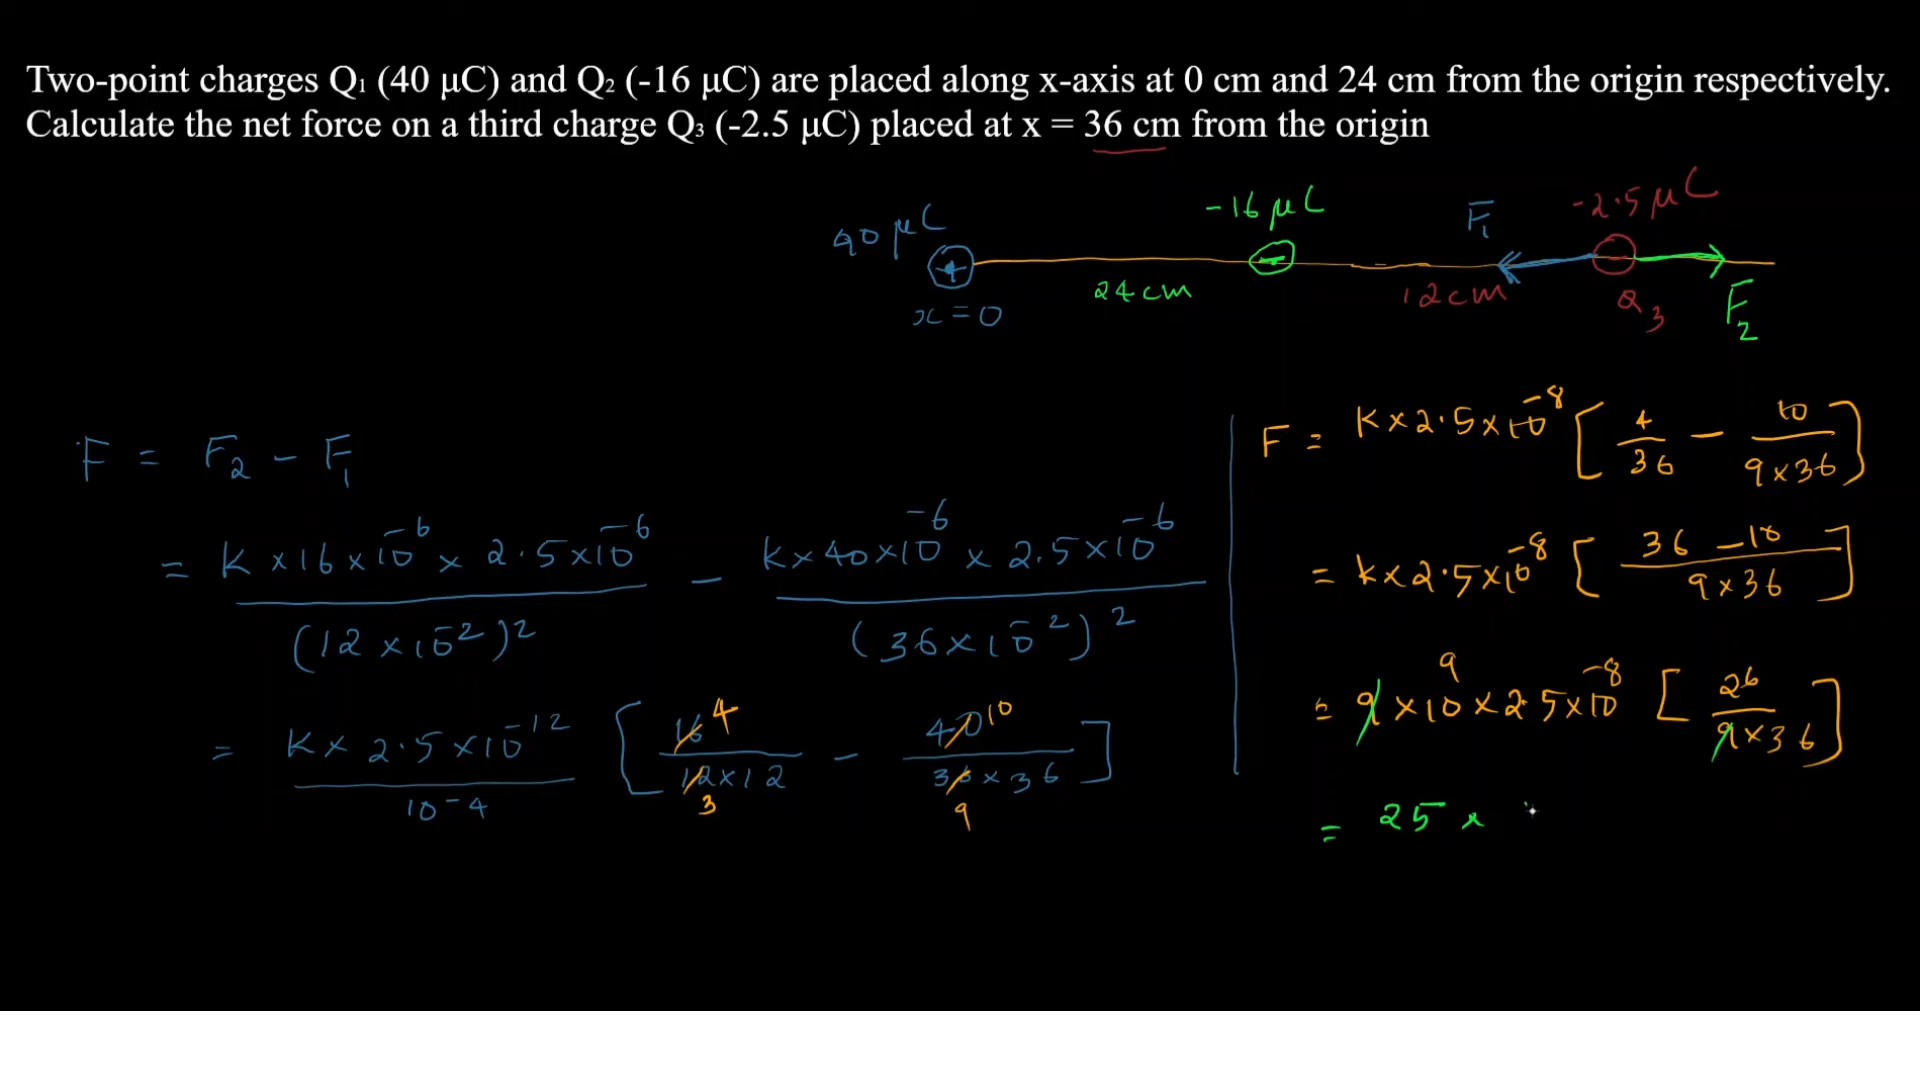 Two-point charges Q₁ (40 μC) and Q₂ (-16 μC) are placed along x-axis at 0 cm and 24 cm from the origin respectively.
Calculate the net force on a third charge Q₃ (-2.5 μC) placed at x = 36 cm from the origin
40 μC -16 μC F₁ -2.5 μC
+ - -
x = 0 24 cm 12 cm Q₃ F₂
F = F₂ - F₁
= K × 16 × 10⁻⁶ × 2.5 × 10⁻⁶ / (12 × 10⁻²)² - K × 40 × 10⁻⁶ × 2.5 × 10⁻⁶ / (36 × 10⁻²)²
= K × 2.5 × 10⁻¹² / 10⁻⁴ [ 16 4 / 12 × 12 3 - 40 10 / 36 × 36 9 ]
F = K × 2.5 × 10⁻⁸ [ 4 / 36 - 10 / 9 × 36 ]
= K × 2.5 × 10⁻⁸ [ 36 - 10 / 9 × 36 ]
= 9 × 10⁹ × 2.5 × 10⁻⁸ [ 26 / 9 × 36 ]
= 25 ×